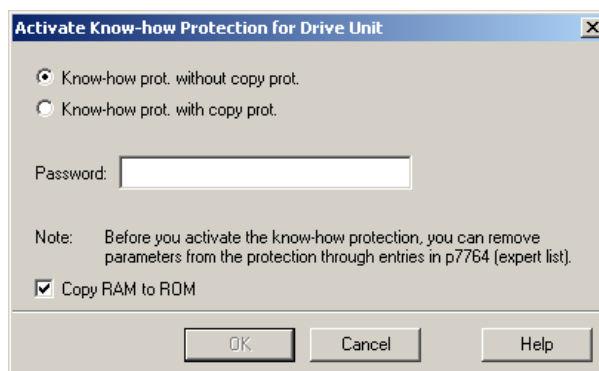 Activate Know-how Protection for Drive Unit
Know-how prot. without copy prot.
Know-how prot. with copy prot.
Password:
Note: Before you activate the know-how protection, you can remove
parameters from the protection through entries in p7764 (expert list).
Copy RAM to ROM
OK Cancel Help